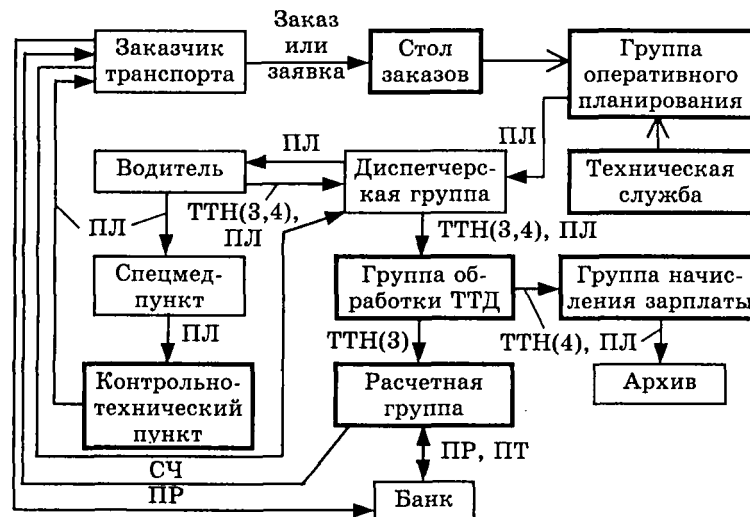 Заказчик
транспорта
Заказ
или
заявка
Стол
заказов
Группа
оперативного
планирования
ПЛ
ПЛ
Водитель
Диспетчерс-
кая группа
Техническая
служба
ПЛ
ТТН(3,4),
ПЛ
ТТН(3,4), ПЛ
Спецмед-
пункт
Группа об-
работки ТТД
Группа начис-
ления зарплаты
ПЛ
ТТН(3)
ТТН(4), ПЛ
Контрольно-
технический
пункт
Расчетная
группа
Архив
СЧ
ПР, ПТ
ПР
Банк